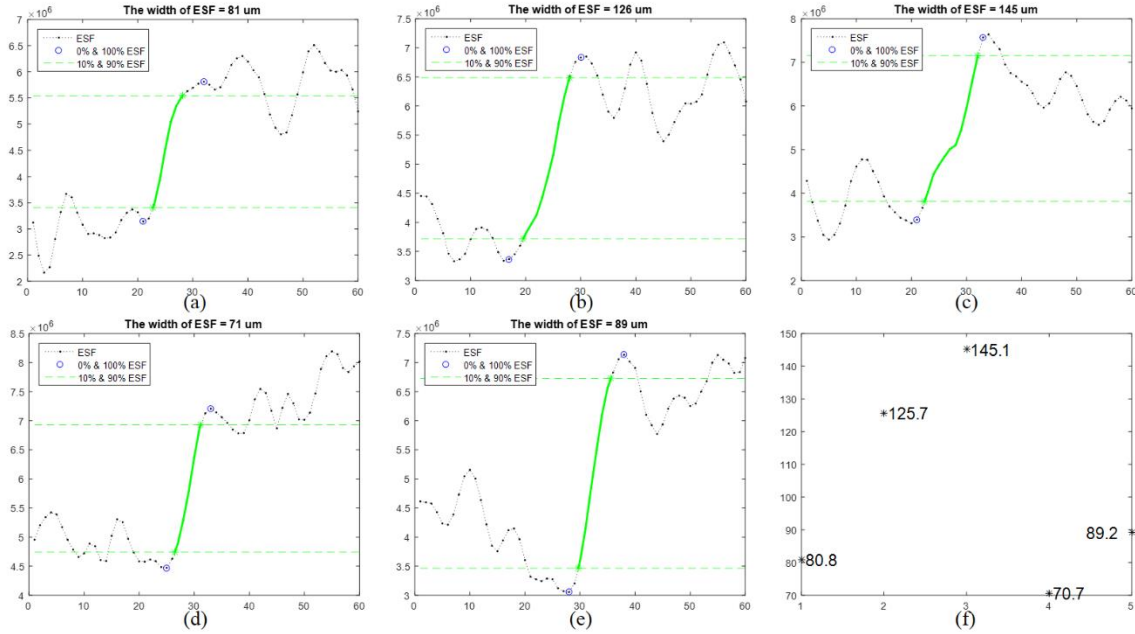 The width of ESF = 81 um
×10^6
ESF
0% & 100% ESF
10% & 90% ESF
7
6.5
6
5.5
5
4.5
4
3.5
3
2.5
2
0 10 20 30 40 50 60
(a)
The width of ESF = 126 um
×10^6
ESF
0% & 100% ESF
10% & 90% ESF
7.5
7
6.5
6
5.5
5
4.5
4
3.5
3
0 10 20 30 40 50 60
(b)
The width of ESF = 145 um
×10^6
ESF
0% & 100% ESF
10% & 90% ESF
8
7
6
5
4
3
2
0 10 20 30 40 50 60
(c)
The width of ESF = 71 um
×10^6
ESF
0% & 100% ESF
10% & 90% ESF
8.5
8
7.5
7
6.5
6
5.5
5
4.5
4
0 10 20 30 40 50 60
(d)
The width of ESF = 89 um
×10^6
ESF
0% & 100% ESF
10% & 90% ESF
7.5
7
6.5
6
5.5
5
4.5
4
3.5
3
0 10 20 30 40 50 60
(e)
150
140
130
120
110
100
90
80
70
145.1
125.7
89.2
80.8
70.7
1 2 3 4 5
(f)